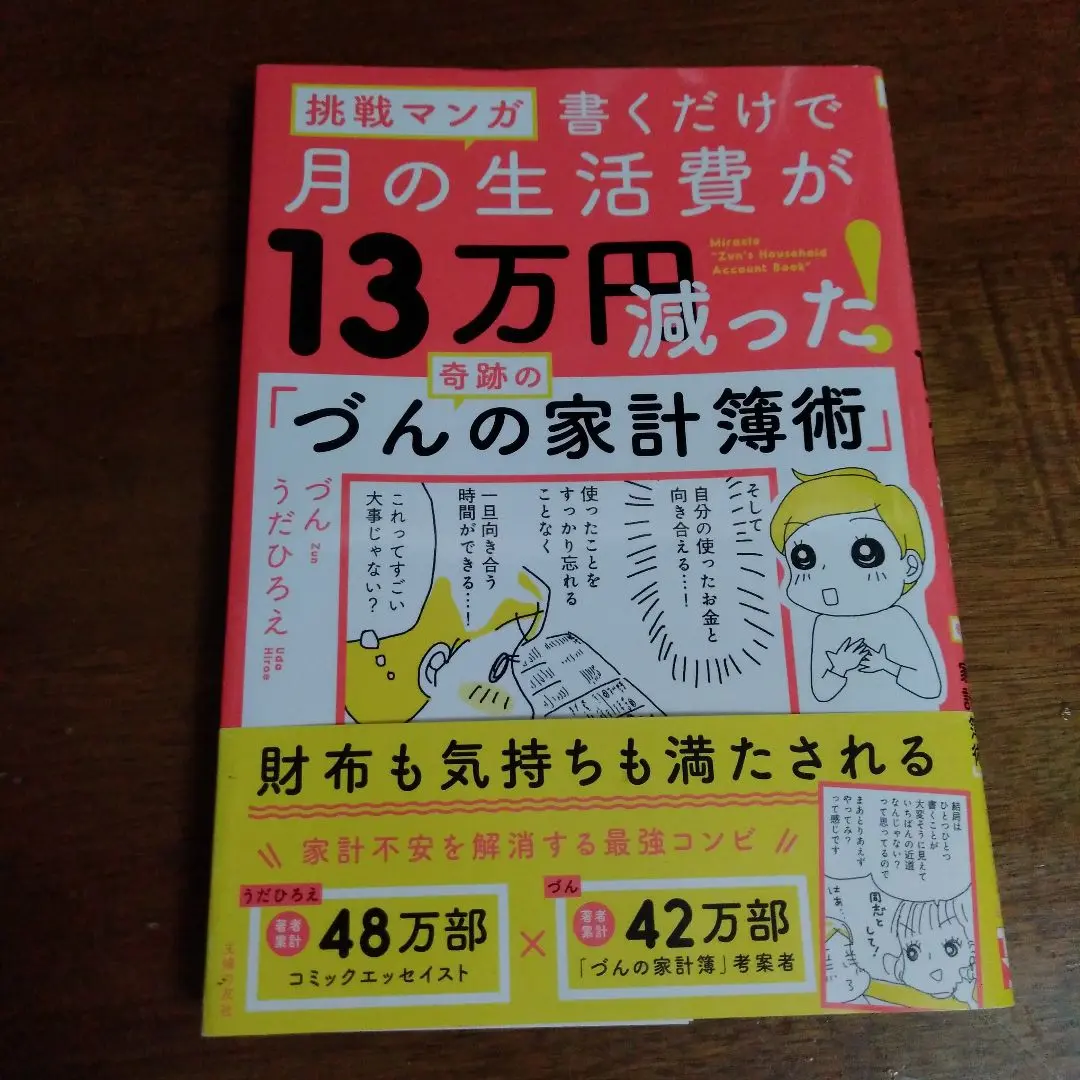 挑戦マンガ
書くだけで
月の生活費が
13万円減った!
Miracle
"Zun's Household
Account Book"
奇跡の
「づんの家計簿術」
づん Zun
うだひろえ Uda Hiroe
そして
自分の使ったお金と
向き合える…!
使ったことを
すっかり忘れる
ことなく
一旦向き合う
時間ができる…!
これってすごい
大事じゃない?
財布も気持ちも満たされる
家計不安を解消する最強コンビ
うだひろえ
著者
累計
48万部
コミックエッセイスト
×
づん
著者
累計
42万部
「づんの家計簿」考案者
結局は
ひとつひとつ
書くことが
大変そうに見えて
いちばんの近道
なんじゃない?
って思ってるので
まあとりあえず
やってみ?
って感じです
同志と
して!
はぁ…
主婦の友社